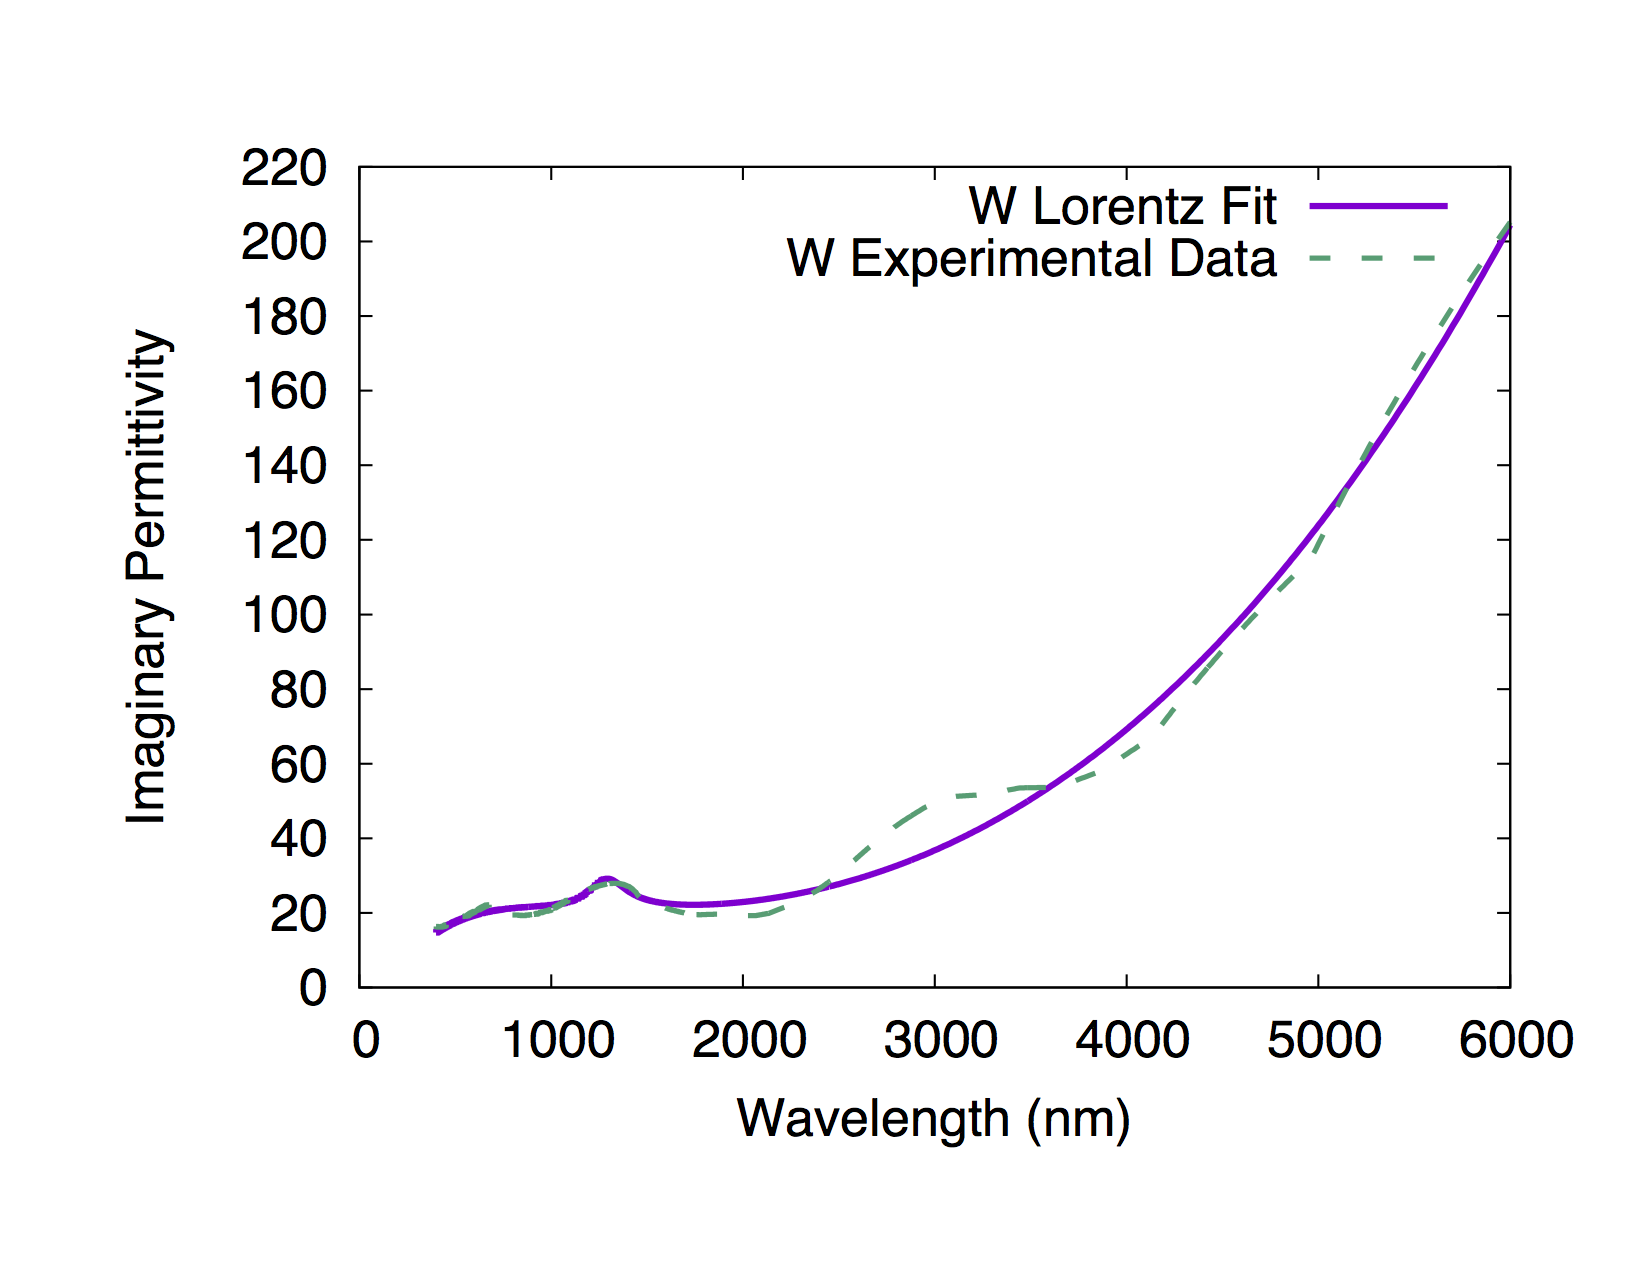 220
200
180
160
140
120
100
80
60
40
20
0
Imaginary Permittivity
W Lorentz Fit
W Experimental Data
0 1000 2000 3000 4000 5000 6000
Wavelength (nm)